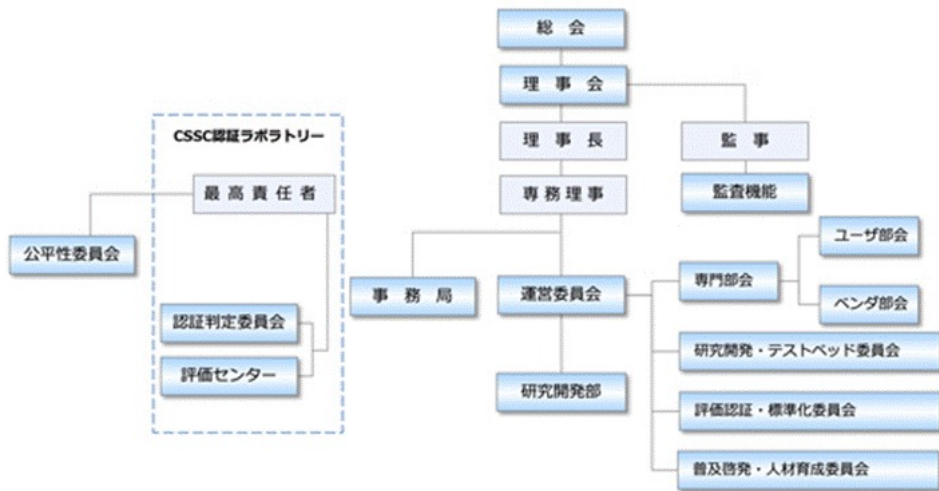 総会
理事会
CSSC認証ラボラトリー
理事長
監事
最高責任者
専務理事
監査機能
公平性委員会
ユーザ部会
事務局
運営委員会
専門部会
認証判定委員会
ベンダ部会
研究開発・テストベッド委員会
評価センター
研究開発部
評価認証・標準化委員会
普及啓発・人材育成委員会